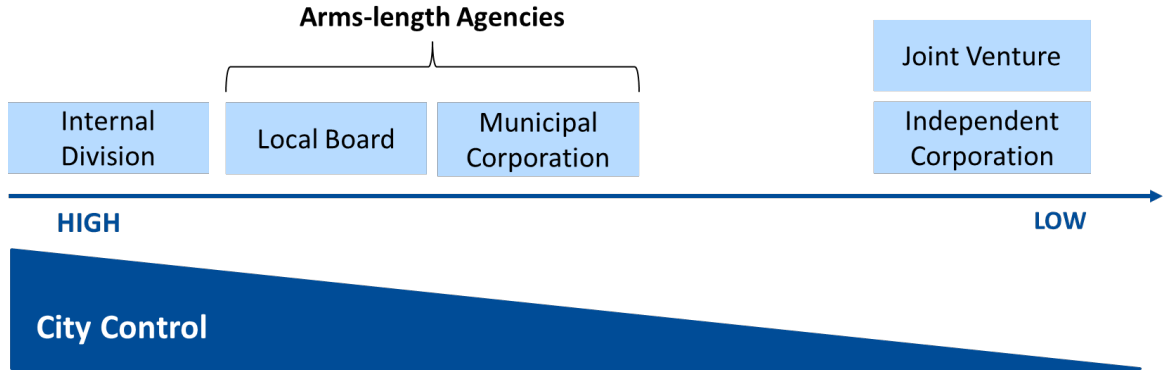 Arms-length Agencies
Joint Venture
Internal
Division
Local Board
Municipal
Corporation
Independent
Corporation
HIGH
LOW
City Control